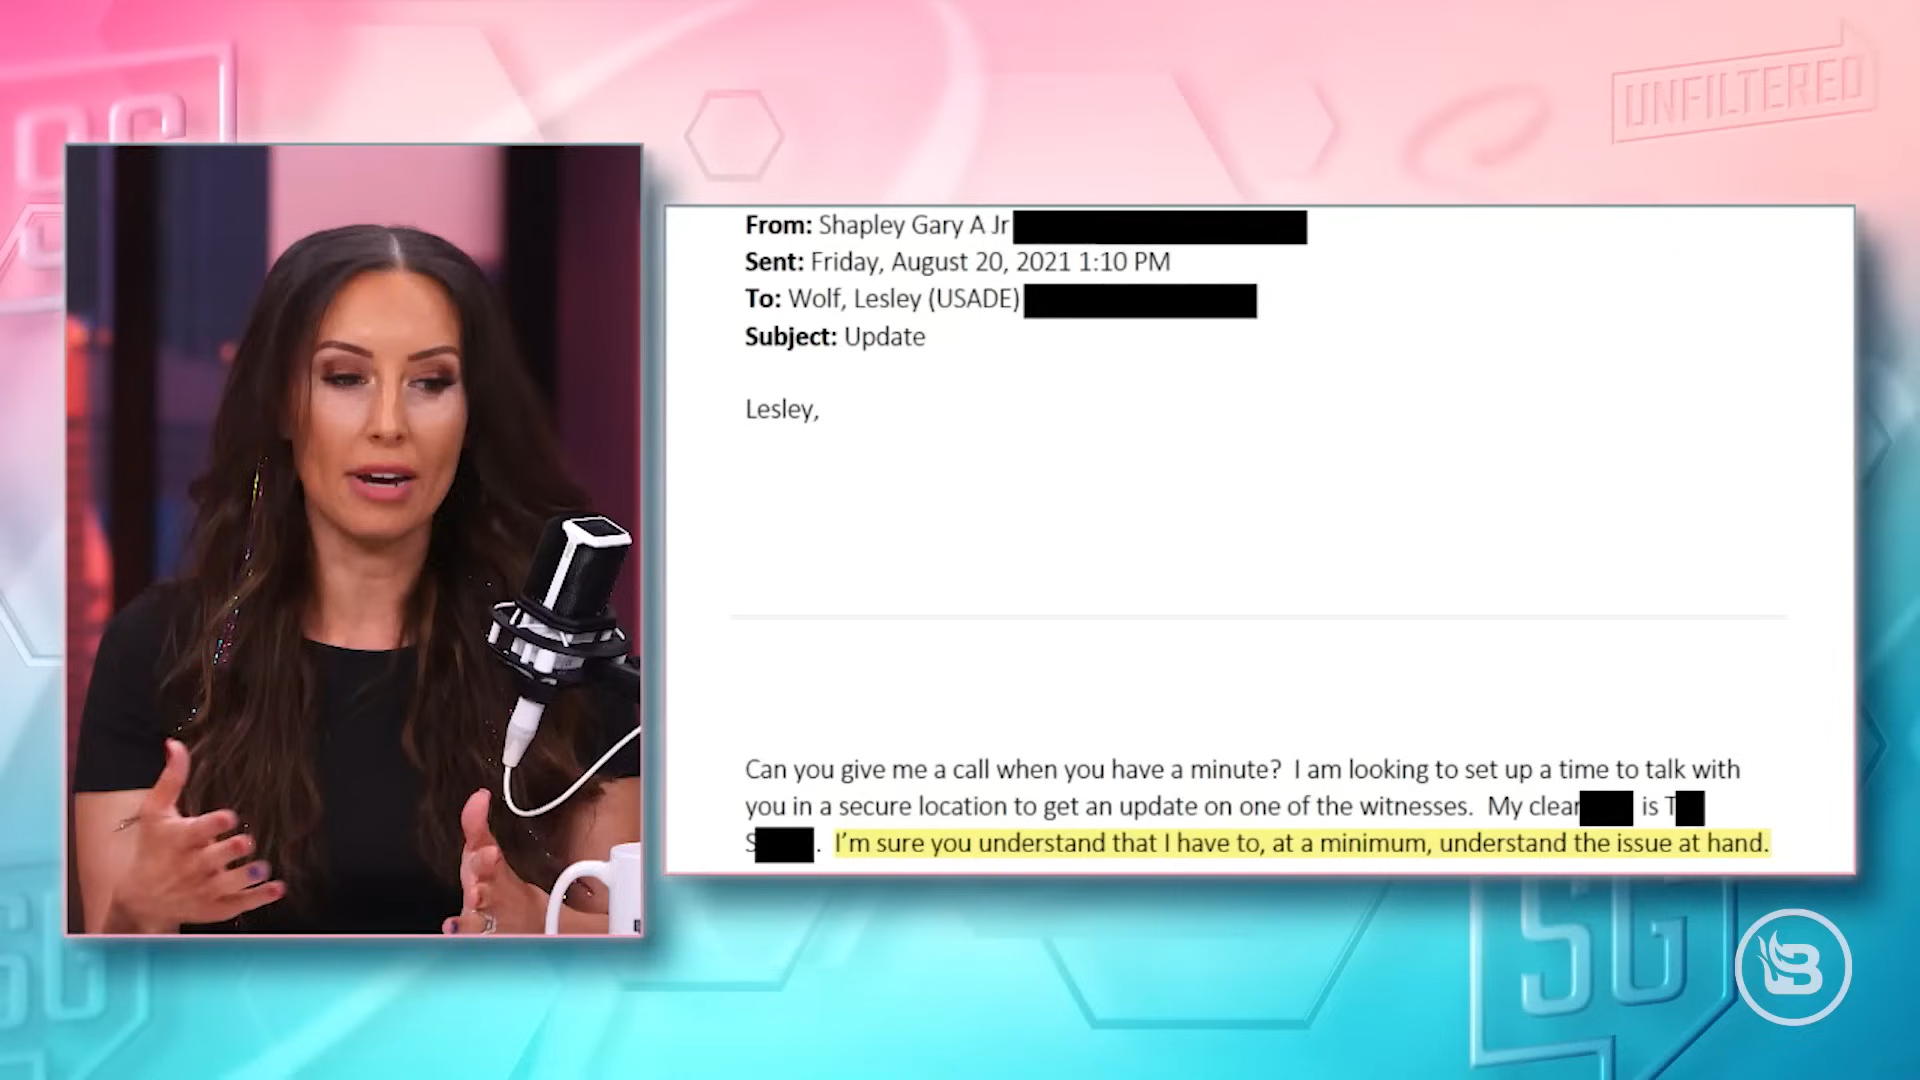 UNFILTERED
SG
From: Shapley Gary A Jr
Sent: Friday, August 20, 2021 1:10 PM
To: Wolf, Lesley (USADE)
Subject: Update
Lesley,
Can you give me a call when you have a minute? I am looking to set up a time to talk with
you in a secure location to get an update on one of the witnesses. My clear is T
S . I'm sure you understand that I have to, at a minimum, understand the issue at hand.
SG
SG
B